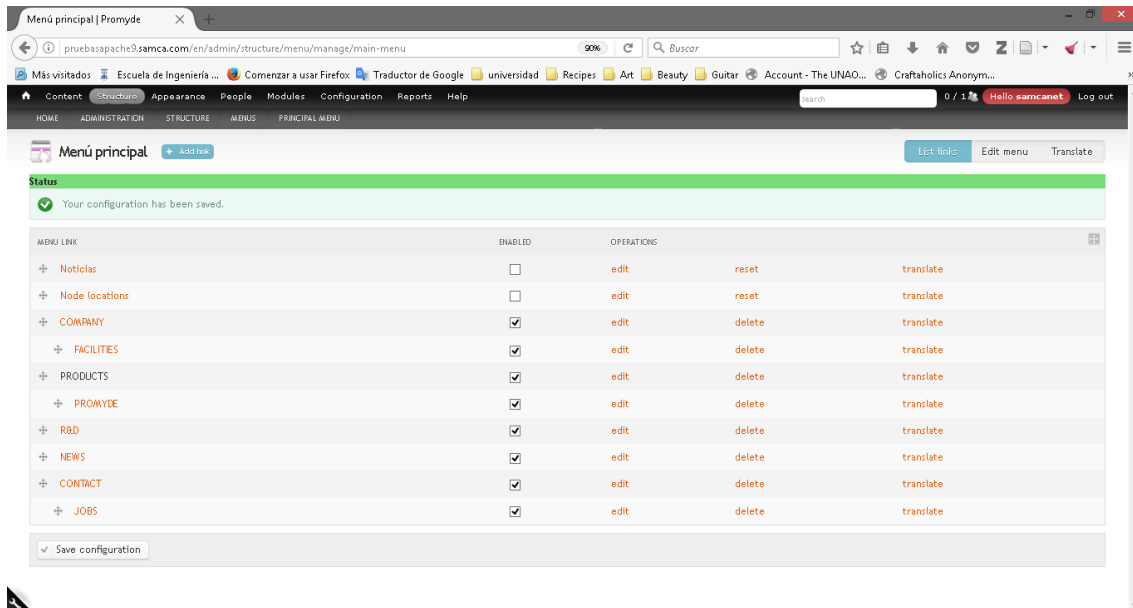 Menú principal | Promyde
pruebasapache9.samca.com/en/admin/structure/menu/manage/main-menu 90% Buscar
Más visitados Escuela de Ingeniería ... Comenzar a usar Firefox Traductor de Google universidad Recipes Art Beauty Guitar Account - The UNAO... Craftaholics Anonym...
Content Structure Appearance People Modules Configuration Reports Help search 0 / 1 Hello samcanet Log out
HOME ADMINISTRATION STRUCTURE MENUS PRINCIPAL MENU
Menú principal + Add link List links Edit menu Translate
Status
Your configuration has been saved.
MENU LINK ENABLED OPERATIONS
Noticias edit reset translate
Node locations edit reset translate
COMPANY edit delete translate
FACILITIES edit delete translate
PRODUCTS edit delete translate
PROMYDE edit delete translate
R&D edit delete translate
NEWS edit delete translate
CONTACT edit delete translate
JOBS edit delete translate
Save configuration